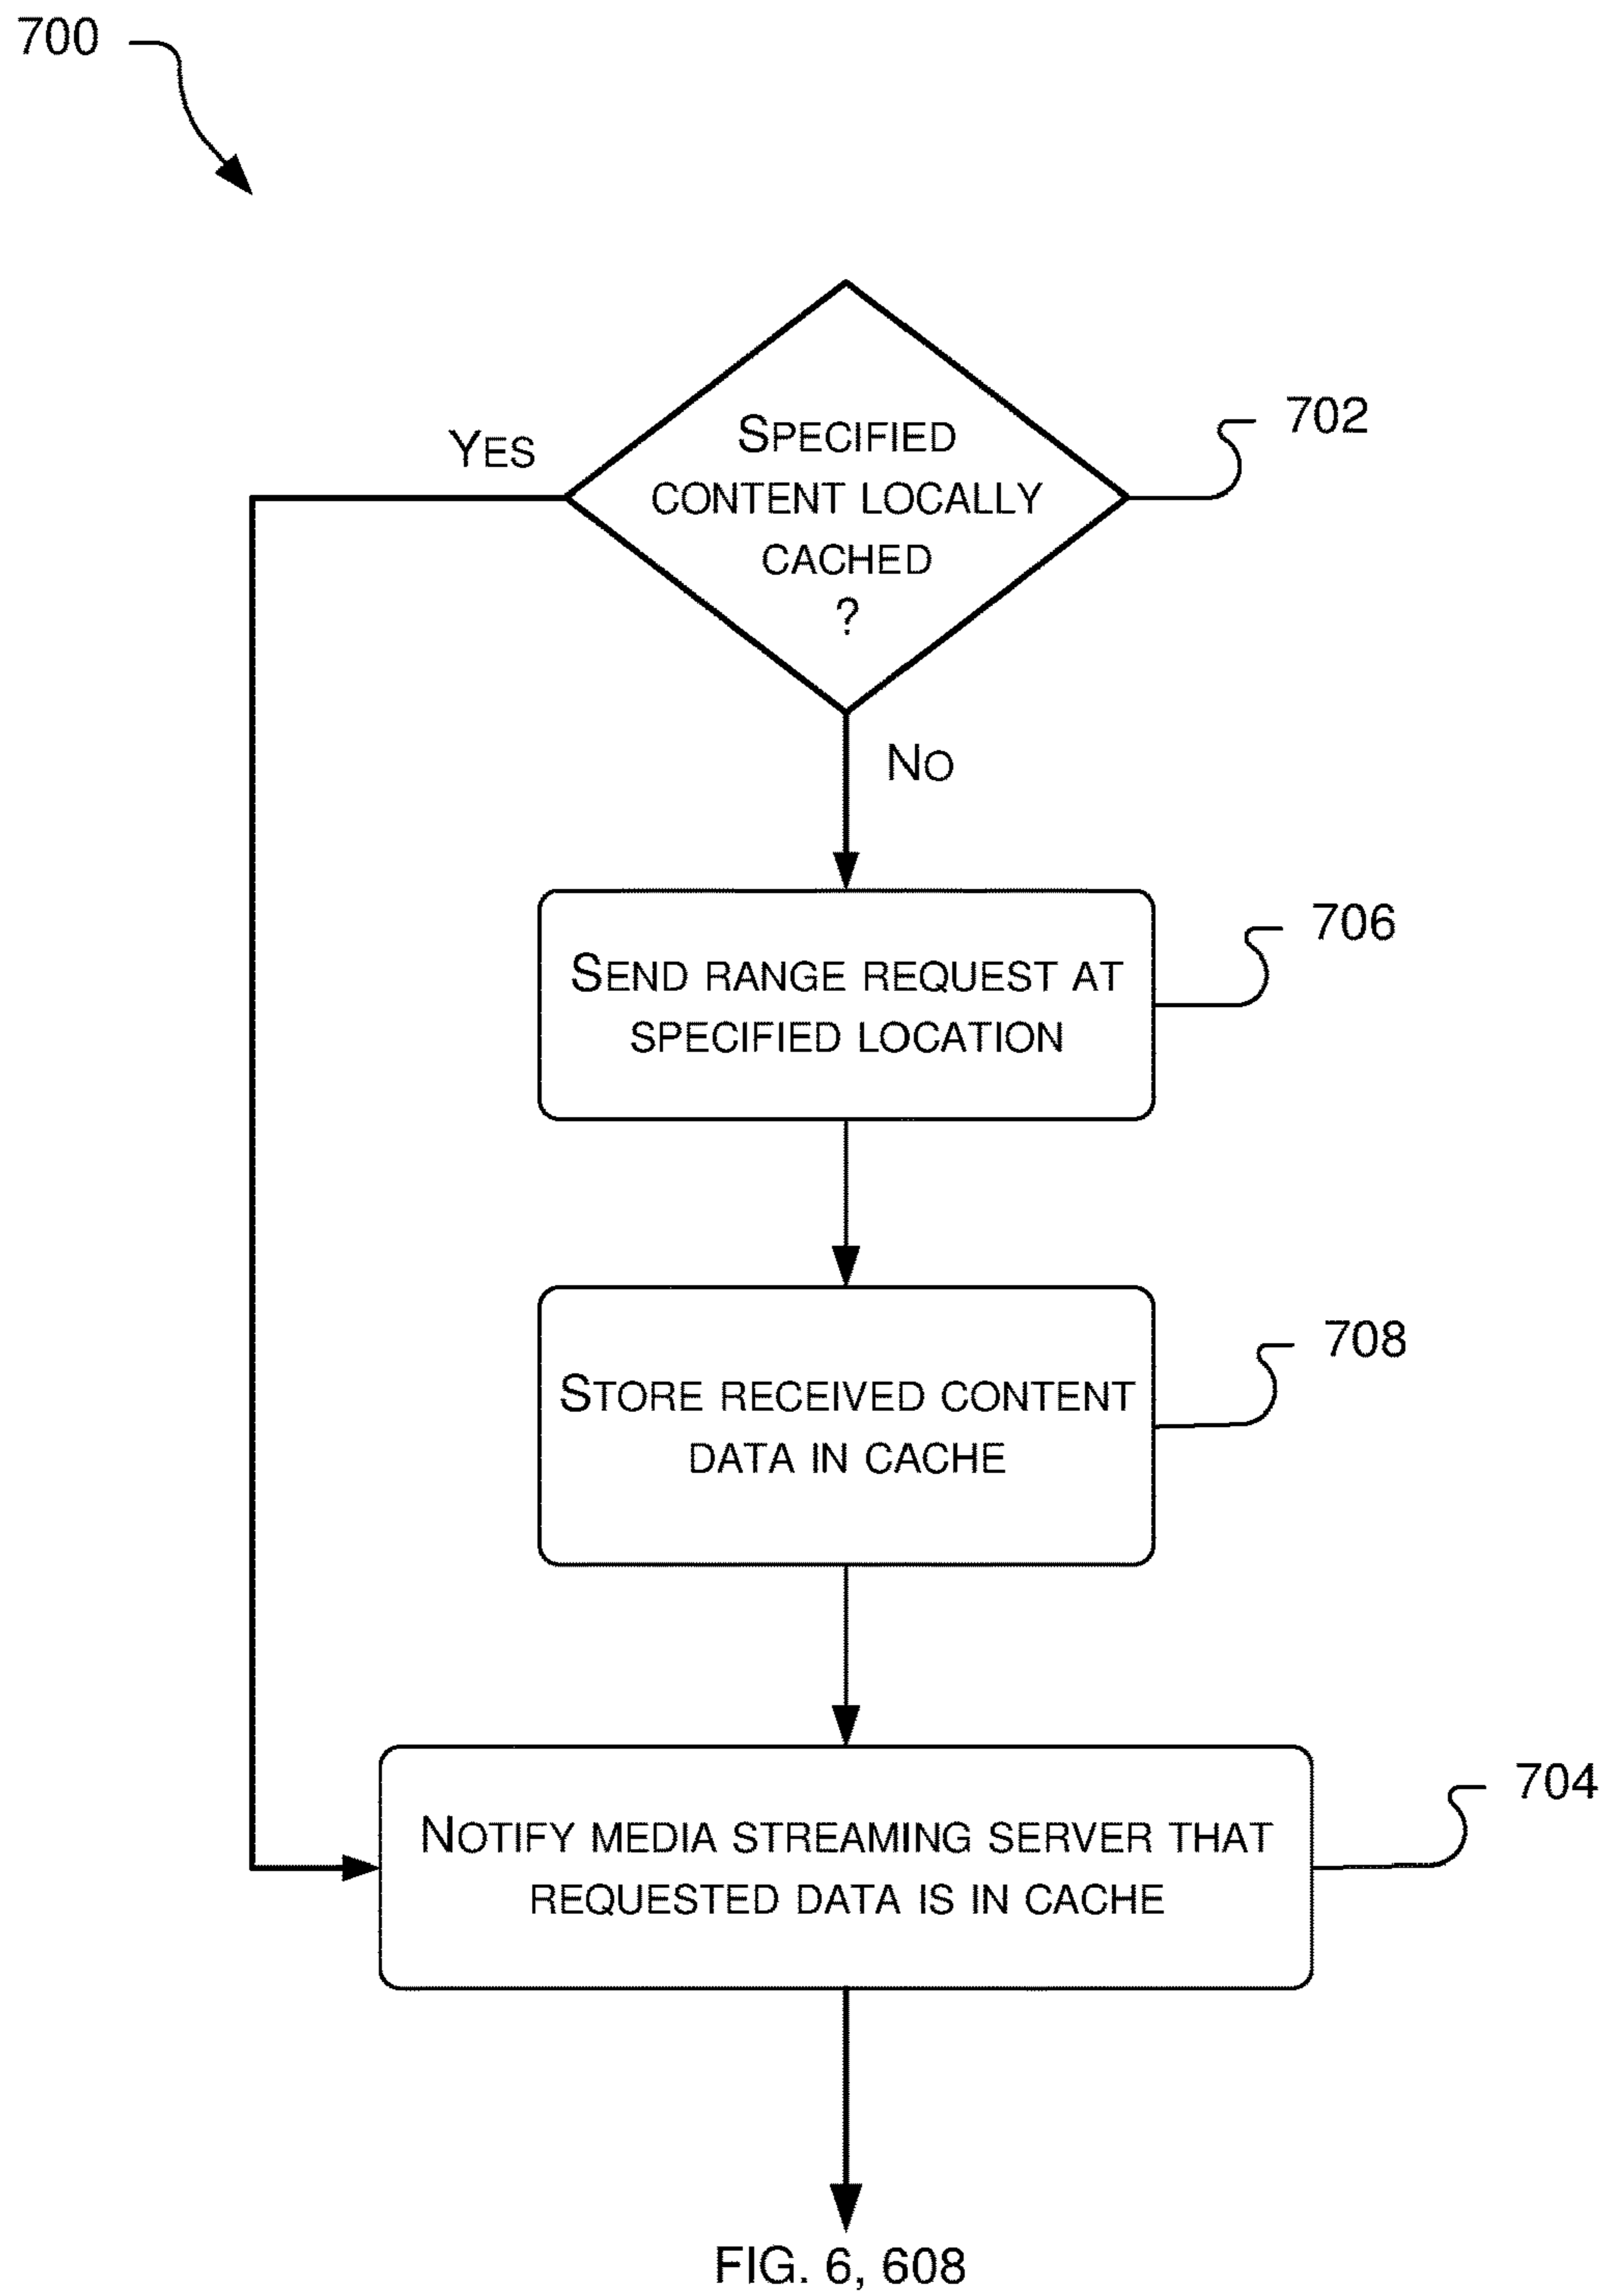 700
SPECIFIED
CONTENT LOCALLY
CACHED
?
702
YES
NO
SEND RANGE REQUEST AT
SPECIFIED LOCATION
706
STORE RECEIVED CONTENT
DATA IN CACHE
708
NOTIFY MEDIA STREAMING SERVER THAT
REQUESTED DATA IS IN CACHE
704
FIG. 6, 608